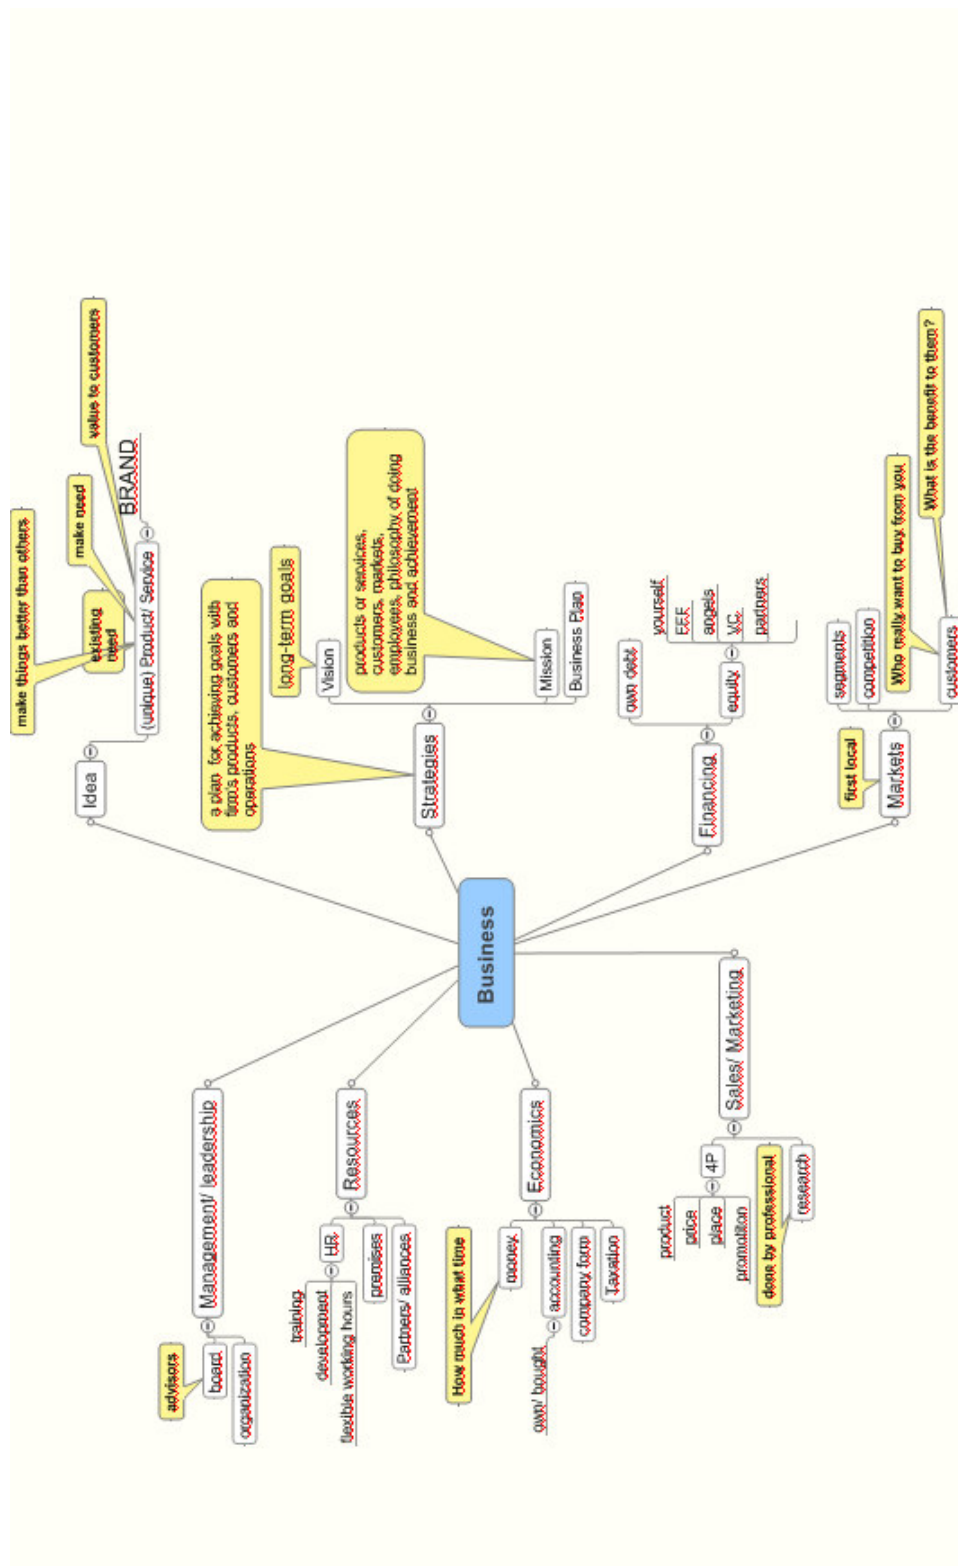 Business
Idea
(unique) Product/ Service
make things better than others
existing
need
make need
value to customers
BRAND
Strategies
a plan for achieving goals with
firm's products, customers and
operations
Vision
long-term goals
Mission
products or services,
customers, markets,
employees, philosophy of doing
business and achievement
Business Plan
Financing
own debt
equity
yourself
angels
VC
partners
Markets
first local
segments
competition
customers
Who really want to buy from you
What is the benefit to them?
Management/ leadership
board
advisors
organization
Resources
HR
training
development
flexible working hours
premises
Partners/ alliances
Economics
money
How much in what time
accounting
own/ bought
company form
Taxation
Sales/ Marketing
4P
product
price
place
promotiton
research
done by professional